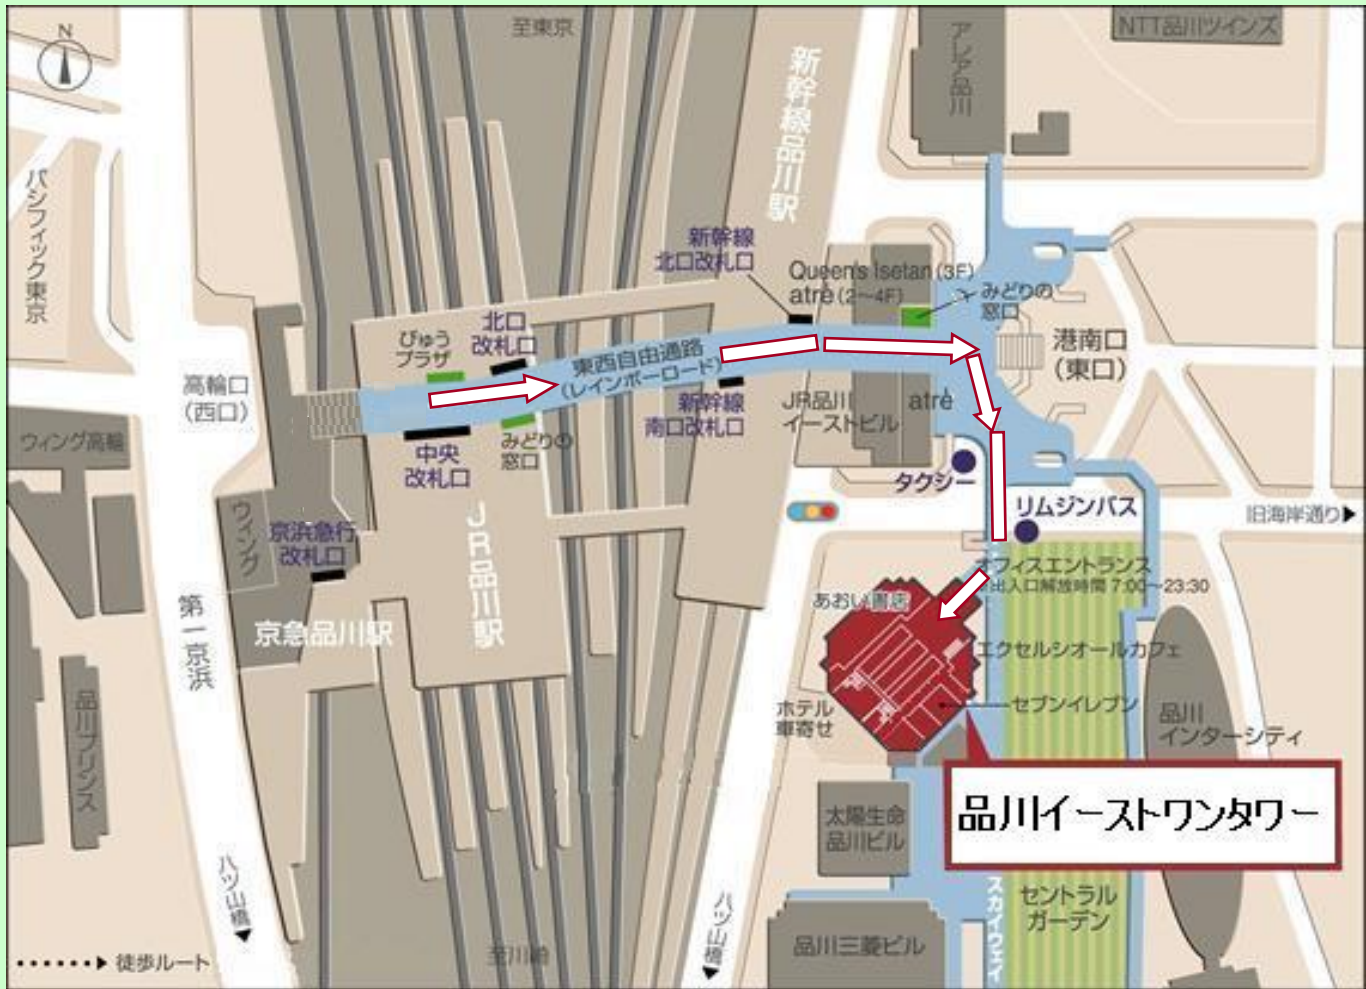 N
至東京
アレア品川
NTT品川ツインズ
新幹線品川駅
パシフィック東京
新幹線
北口改札口
Queen's Isetan (3F)
atrè (2〜4F)
みどりの
窓口
びゅう
プラザ
北口
改札口
東西自由通路
(レインボーロード)
港南口
(東口)
高輪口
(西口)
新幹線
南口改札口
JR品川
イーストビル
atrè
ウィング高輪
中央
改札口
みどりの
窓口
タクシー
リムジンバス
旧海岸通り▶
ウィング
京浜急行
改札口
JR品川駅
オフィスエントランス
出入口解放時間 7:00〜23:30
あおい書店
第一京浜
京急品川駅
エクセルシオールカフェ
セブンイレブン
ホテル
車寄せ
品川
インターシティ
品川プリンス
品川イーストワンタワー
太陽生命
品川ビル
八ツ山橋
八ツ山橋
スカイウェイ
セントラル
ガーデン
品川三菱ビル
至川崎
徒歩ルート